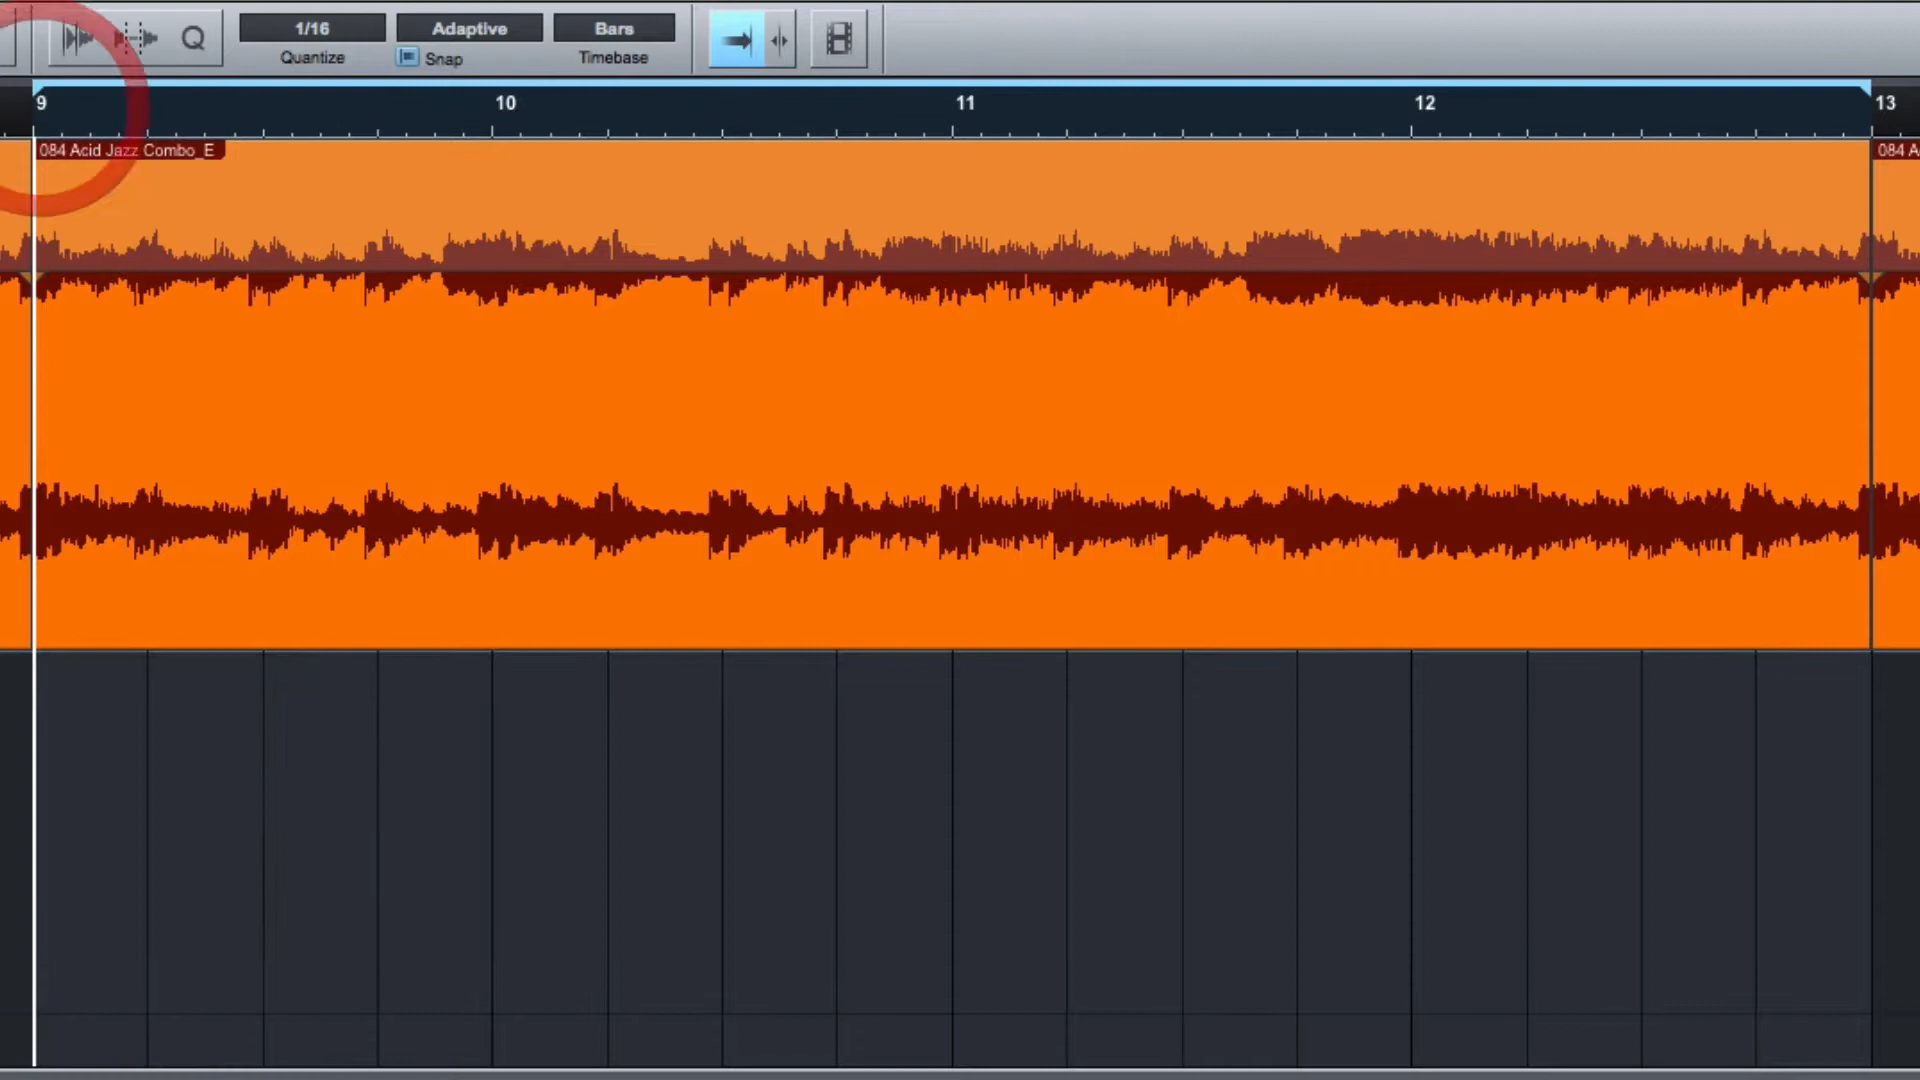 1/16 Adaptive Bars
Quantize Snap Timebase
9 10 11 12 13
084 Acid Jazz Combo_E 084 A